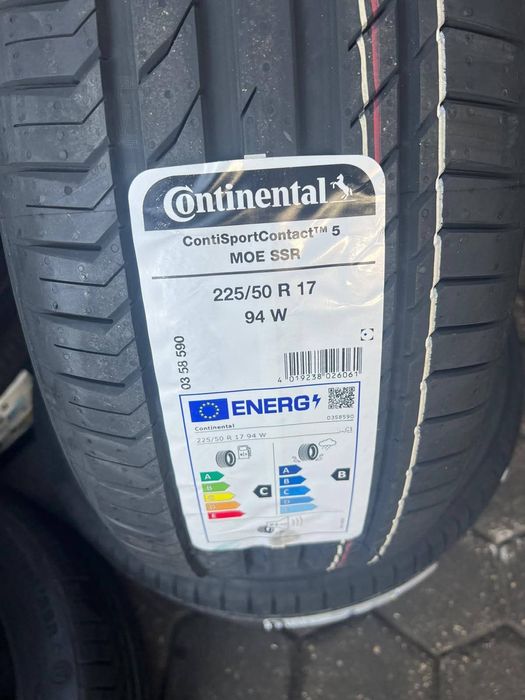 Continental
ContiSportContact™ 5
MOE SSR
225/50 R 17
94 W
03 58 590
4 019238 026061
ENERG
0358590
Continental
225/50 R 17 94 W
C1
A
B
C
D
E
C
A
B
C
D
E
B